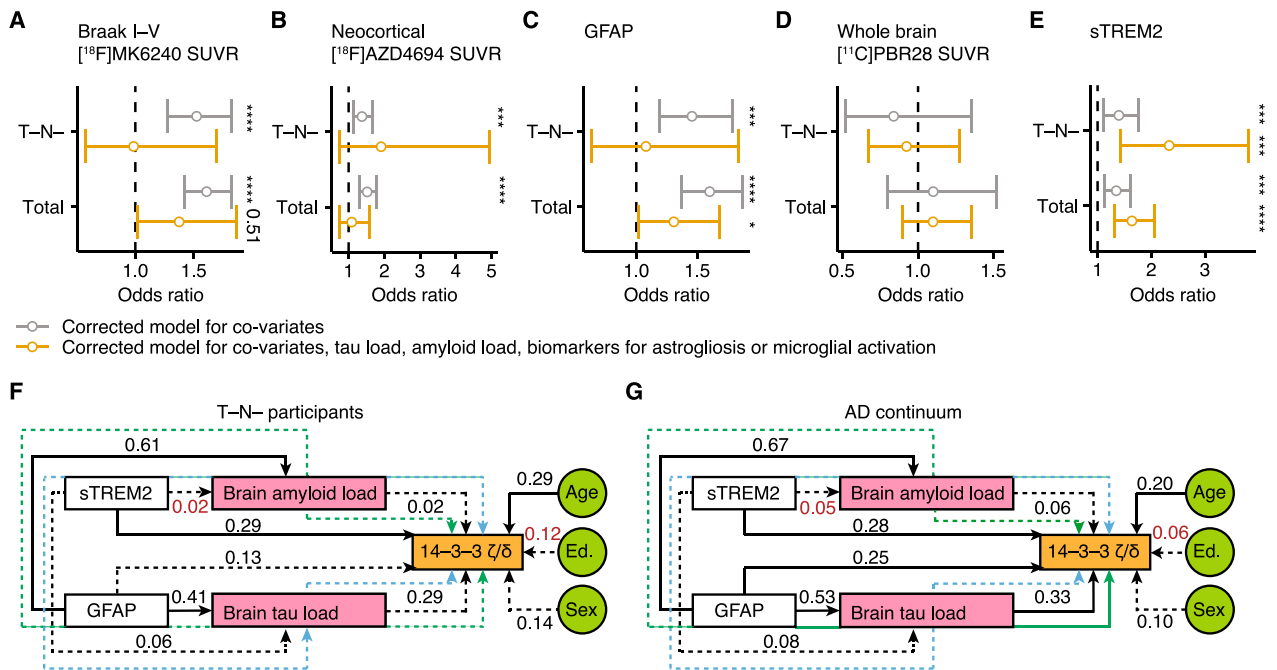 A
Braak I–V
[¹⁸F]MK6240 SUVR
T–N–
Total
****
****
0.51
1.0
1.5
Odds ratio
B
Neocortical
[¹⁸F]AZD4694 SUVR
T–N–
Total
***
****
1
2
3
4
5
Odds ratio
C
GFAP
T–N–
Total
***
*
****
*
1.0
1.5
Odds ratio
D
Whole brain
[¹¹C]PBR28 SUVR
T–N–
Total
0.5
1.0
1.5
Odds ratio
E
sTREM2
T–N–
Total
***
***
***
****
1
2
3
Odds ratio
Corrected model for co-variates
Corrected model for co-variates, tau load, amyloid load, biomarkers for astrogliosis or microglial activation
F
T–N– participants
0.61
sTREM2
0.02
Brain amyloid load
0.02
0.29
Age
0.29
0.12
14–3–3 ζ/δ
Ed.
0.13
GFAP
0.41
Brain tau load
0.29
0.14
Sex
0.06
G
AD continuum
0.67
sTREM2
0.05
Brain amyloid load
0.06
0.20
Age
0.28
0.06
14–3–3 ζ/δ
Ed.
0.25
GFAP
0.53
Brain tau load
0.33
0.10
Sex
0.08